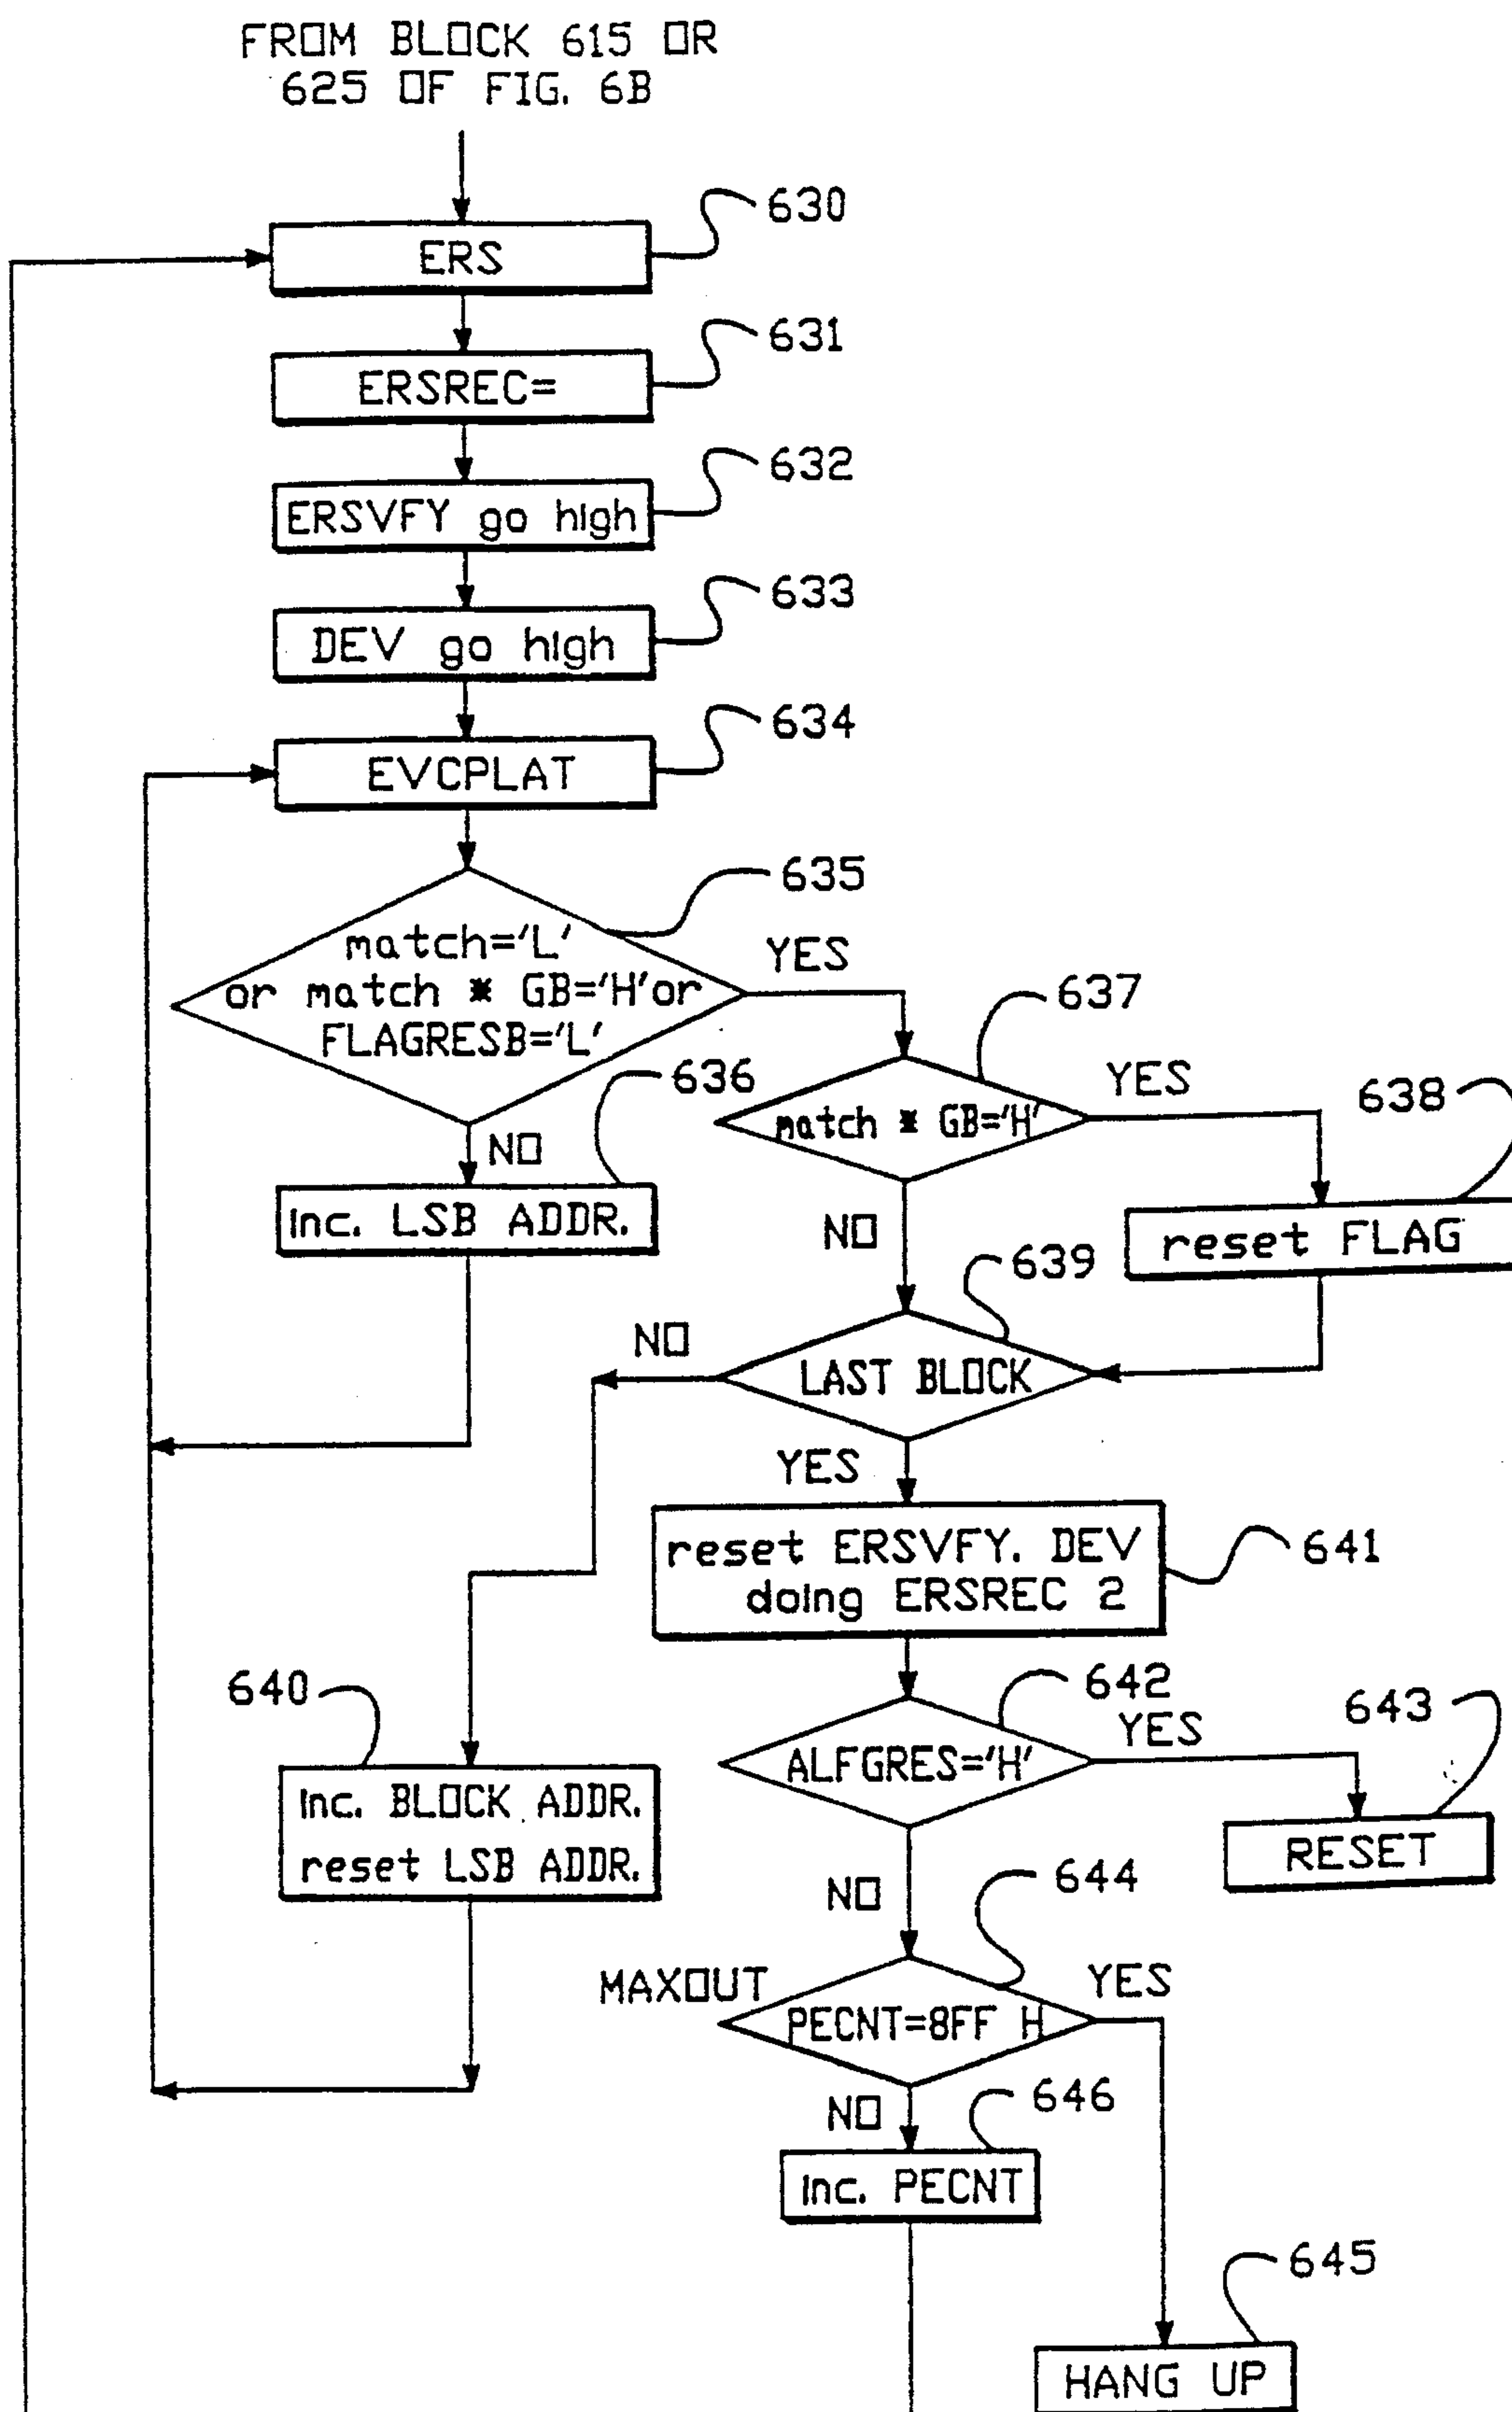 FROM BLOCK 615 OR
625 OF FIG. 6B
630
ERS
631
ERSREC=
632
ERSVFY go high
633
DEV go high
634
EVCPLAT
635
match='L'
or match * GB='H' or
FLAGRESB='L'
YES
637
match * GB='H'
YES
638
reset FLAG
636
NO
inc. LSB ADDR.
NO
639
LAST BLOCK
NO
YES
reset ERSVFY. DEV
doing ERSREC 2
641
640
inc. BLOCK ADDR.
reset LSB ADDR.
642
ALFGRES='H'
YES
643
RESET
NO
644
MAXOUT
PECNT=8FF H
YES
NO
646
inc. PECNT
645
HANG UP